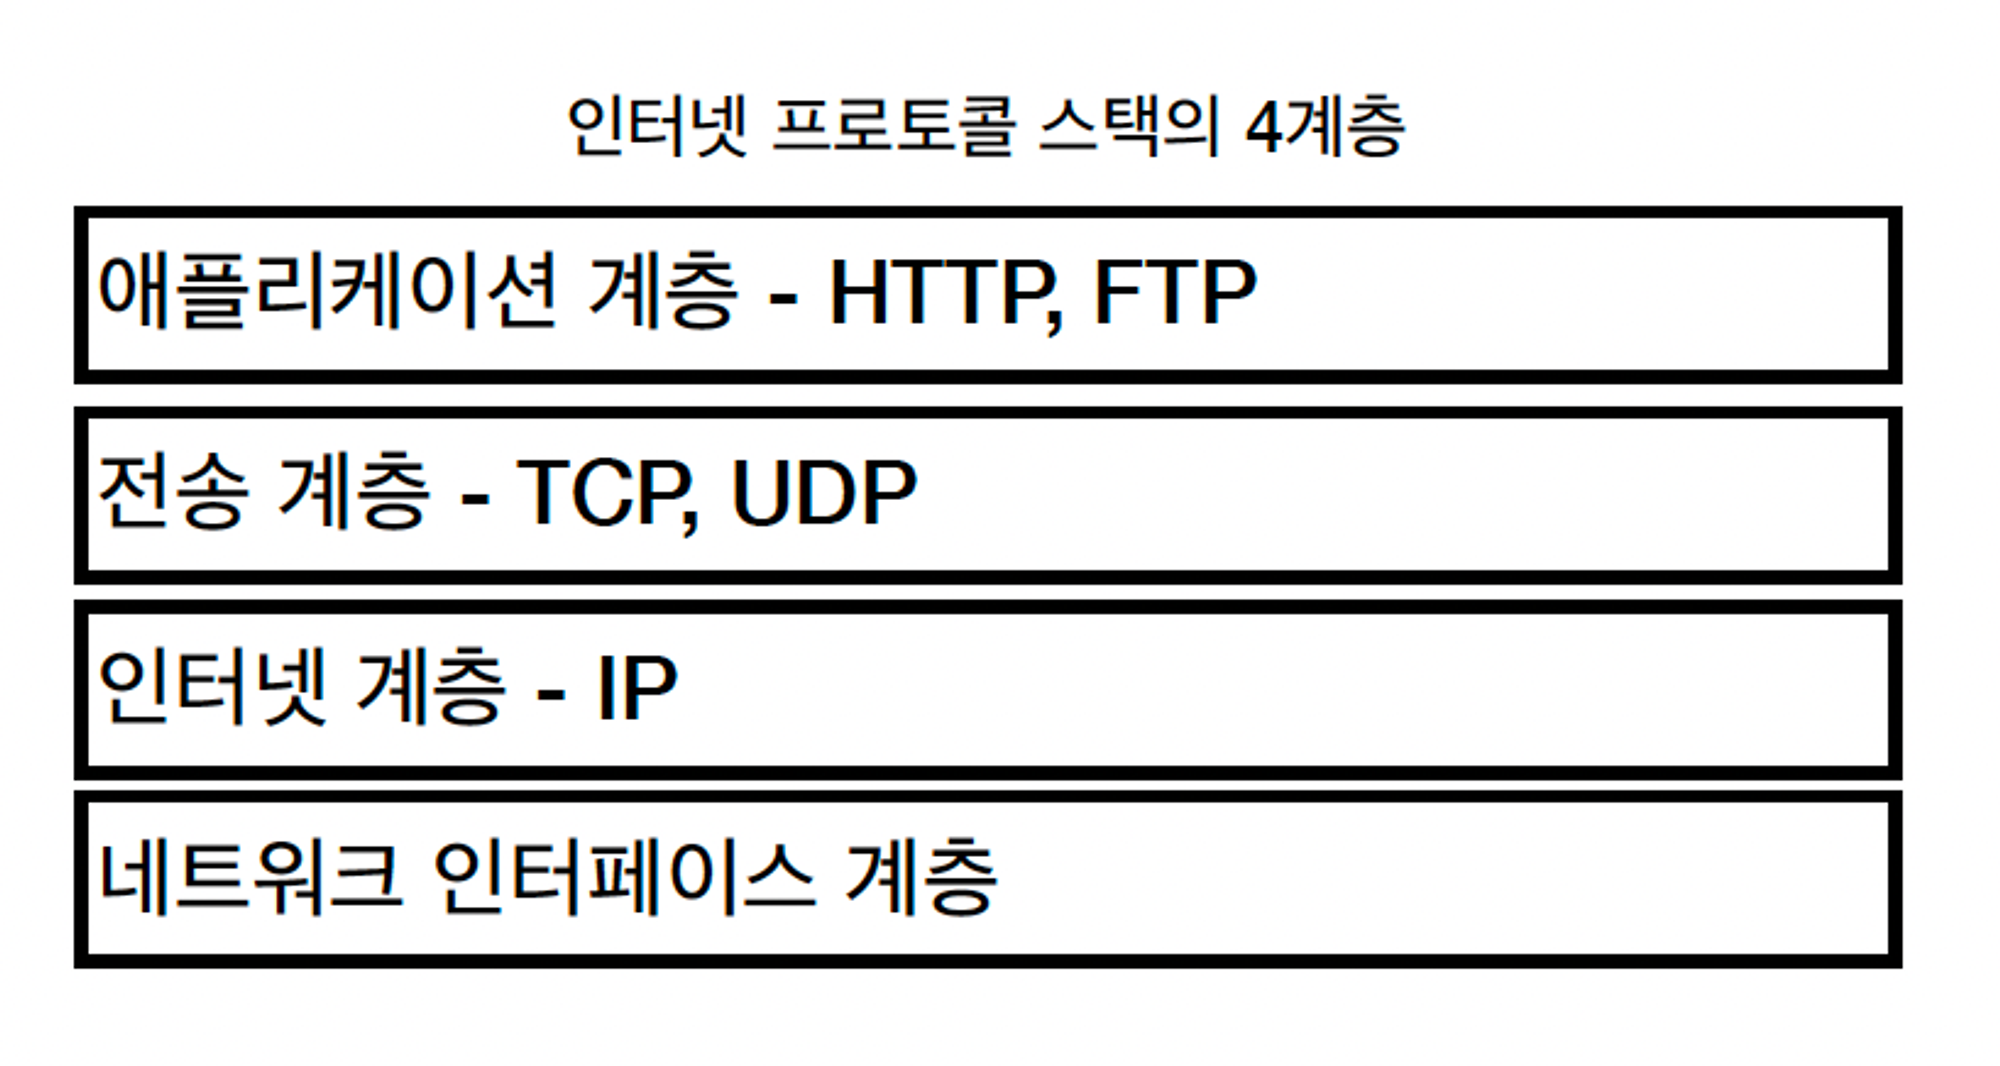 인터넷 프로토콜 스택의 4계층
애플리케이션 계층 - HTTP, FTP
전송 계층 - TCP, UDP
인터넷 계층 - IP
네트워크 인터페이스 계층